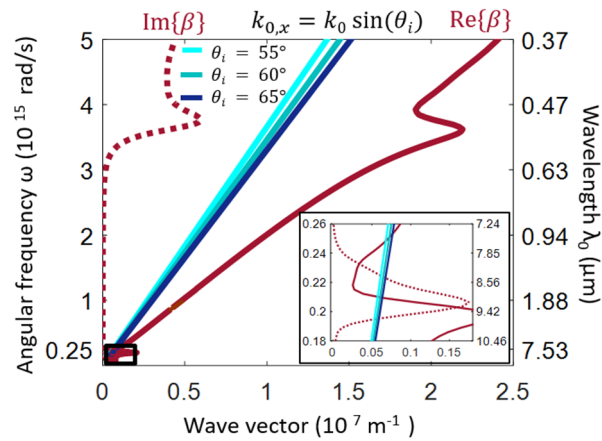 Im{β} k₀,ₓ = k₀ sin(θᵢ) Re{β}
θᵢ = 55°
θᵢ = 60°
θᵢ = 65°
Angular frequency ω (10 ¹⁵ rad/s)
5
4
3
2
1
0.25
Wavelength λ₀ (μm)
0.37
0.47
0.63
0.94
1.88
7.53
0.26
0.24
0.22
0.2
0.18
7.24
7.85
8.56
9.42
10.46
0 0.05 0.1
0 0.5 1 1.5 2 2.5
Wave vector (10 ⁷ m⁻¹)